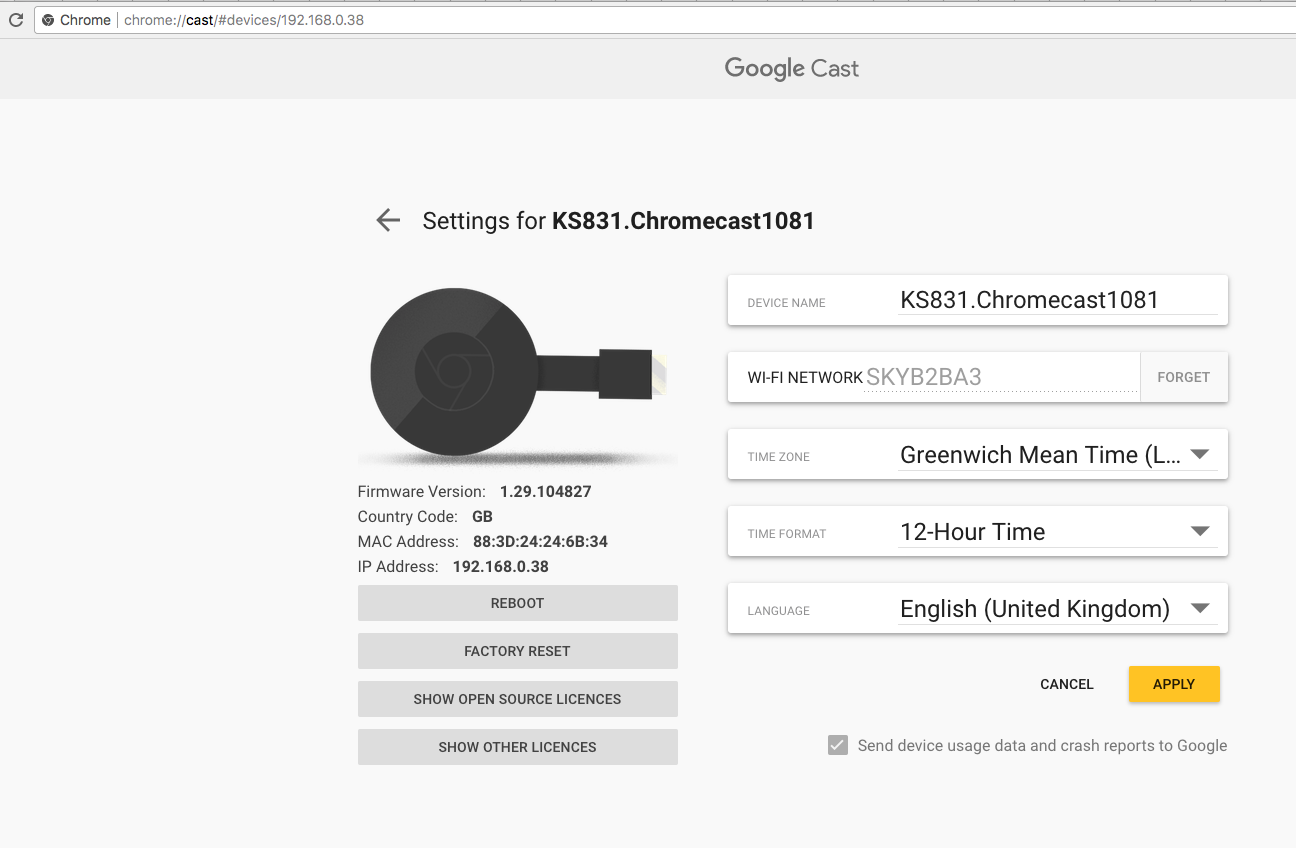 Chrome | chrome://cast/#devices/192.168.0.38
Google Cast
Settings for KS831.Chromecast1081
DEVICE NAME KS831.Chromecast1081
WI-FI NETWORK SKYB2BA3 FORGET
TIME ZONE Greenwich Mean Time (L...
TIME FORMAT 12-Hour Time
LANGUAGE English (United Kingdom)
CANCEL APPLY
Send device usage data and crash reports to Google
Firmware Version: 1.29.104827
Country Code: GB
MAC Address: 88:3D:24:24:6B:34
IP Address: 192.168.0.38
REBOOT
FACTORY RESET
SHOW OPEN SOURCE LICENCES
SHOW OTHER LICENCES